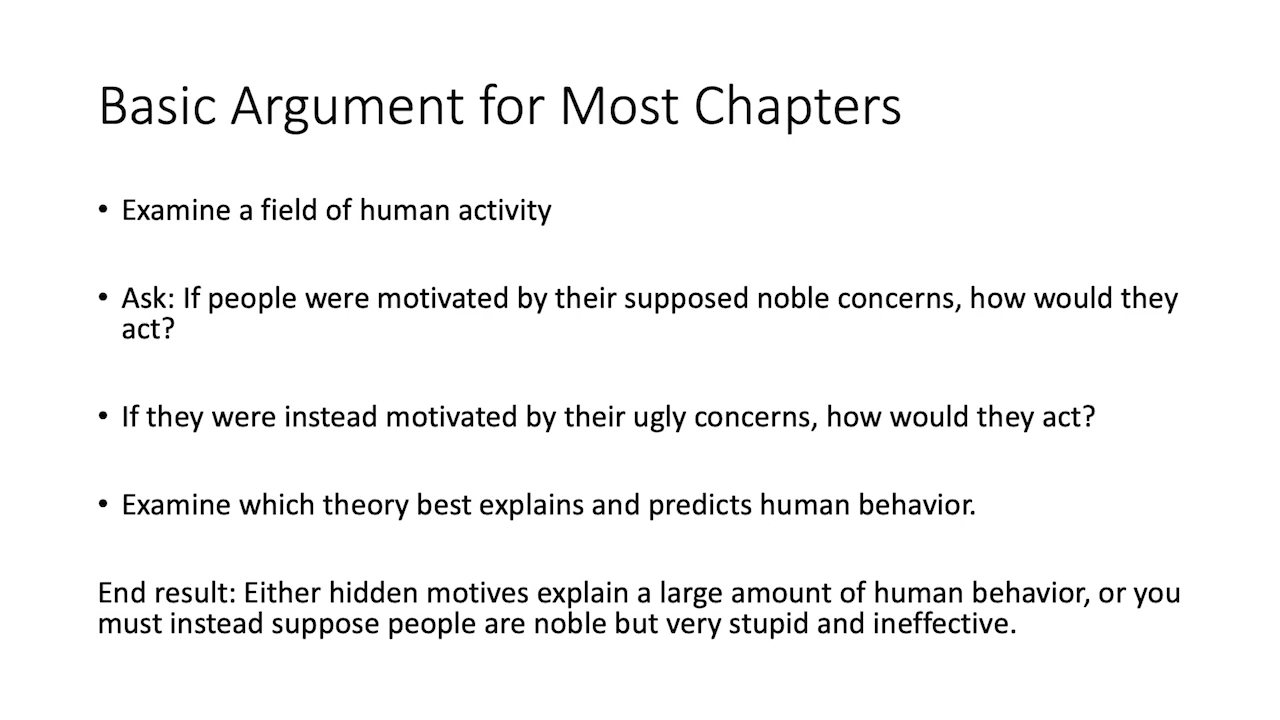 Basic Argument for Most Chapters
• Examine a field of human activity
• Ask: If people were motivated by their supposed noble concerns, how would they
act?
• If they were instead motivated by their ugly concerns, how would they act?
• Examine which theory best explains and predicts human behavior.
End result: Either hidden motives explain a large amount of human behavior, or you
must instead suppose people are noble but very stupid and ineffective.